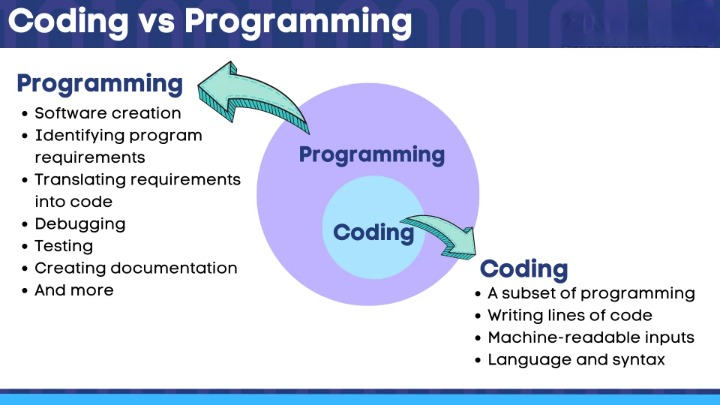 Coding vs Programming
Programming
• Software creation
• Identifying program
requirements
• Translating requirements
into code
• Debugging
• Testing
• Creating documentation
• And more
Programming
Coding
Coding
• A subset of programming
• Writing lines of code
• Machine-readable inputs
• Language and syntax